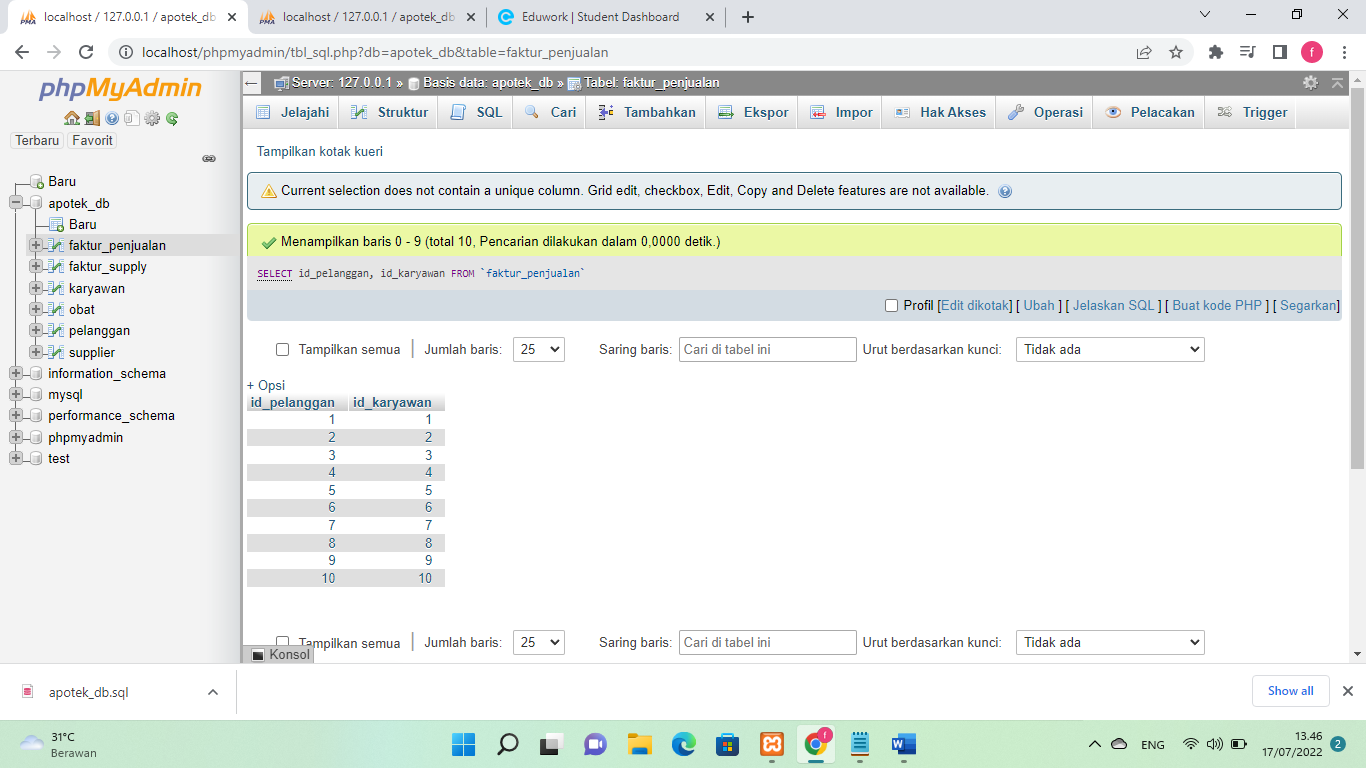 localhost / 127.0.0.1 / apotek_db
localhost / 127.0.0.1 / apotek_db
Eduwork | Student Dashboard
localhost/phpmyadmin/tbl_sql.php?db=apotek_db&table=faktur_penjualan
f
phpMyAdmin
Terbaru Favorit
Baru
apotek_db
Baru
faktur_penjualan
faktur_supply
karyawan
obat
pelanggan
supplier
information_schema
mysql
performance_schema
phpmyadmin
test
Server: 127.0.0.1 » Basis data: apotek_db » Tabel: faktur_penjualan
Jelajahi Struktur SQL Cari Tambahkan Ekspor Impor Hak Akses Operasi Pelacakan Trigger
Tampilkan kotak kueri
Current selection does not contain a unique column. Grid edit, checkbox, Edit, Copy and Delete features are not available.
Menampilkan baris 0 - 9 (total 10, Pencarian dilakukan dalam 0,0000 detik.)
SELECT id_pelanggan, id_karyawan FROM `faktur_penjualan`
Profil [Edit dikotak] [ Ubah ] [ Jelaskan SQL ] [ Buat kode PHP ] [ Segarkan]
Tampilkan semua | Jumlah baris: 25 Saring baris: Cari di tabel ini Urut berdasarkan kunci: Tidak ada
+ Opsi
id_pelanggan id_karyawan
1 1
2 2
3 3
4 4
5 5
6 6
7 7
8 8
9 9
10 10
Tampilkan semua | Jumlah baris: 25 Saring baris: Cari di tabel ini Urut berdasarkan kunci: Tidak ada
Konsol
apotek_db.sql
Show all
31°C
Berawan
f
ENG
13.46
17/07/2022
2